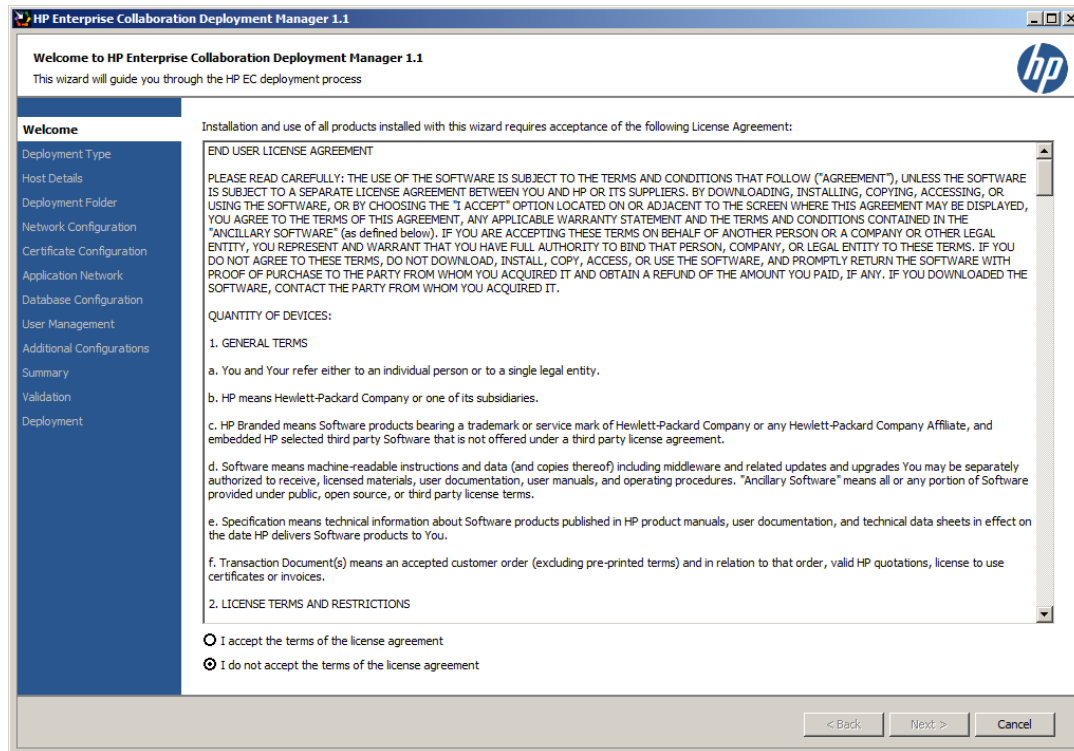 HP Enterprise Collaboration Deployment Manager 1.1
Welcome to HP Enterprise Collaboration Deployment Manager 1.1
This wizard will guide you through the HP EC deployment process
hp
Welcome
Deployment Type
Host Details
Deployment Folder
Network Configuration
Certificate Configuration
Application Network
Database Configuration
User Management
Additional Configurations
Summary
Validation
Deployment
Installation and use of all products installed with this wizard requires acceptance of the following License Agreement:
END USER LICENSE AGREEMENT
PLEASE READ CAREFULLY: THE USE OF THE SOFTWARE IS SUBJECT TO THE TERMS AND CONDITIONS THAT FOLLOW ("AGREEMENT"), UNLESS THE SOFTWARE
IS SUBJECT TO A SEPARATE LICENSE AGREEMENT BETWEEN YOU AND HP OR ITS SUPPLIERS. BY DOWNLOADING, INSTALLING, COPYING, ACCESSING, OR
USING THE SOFTWARE, OR BY CHOOSING THE "I ACCEPT" OPTION LOCATED ON OR ADJACENT TO THE SCREEN WHERE THIS AGREEMENT MAY BE DISPLAYED,
YOU AGREE TO THE TERMS OF THIS AGREEMENT, ANY APPLICABLE WARRANTY STATEMENT AND THE TERMS AND CONDITIONS CONTAINED IN THE
"ANCILLARY SOFTWARE" (as defined below). IF YOU ARE ACCEPTING THESE TERMS ON BEHALF OF ANOTHER PERSON OR A COMPANY OR OTHER LEGAL
ENTITY, YOU REPRESENT AND WARRANT THAT YOU HAVE FULL AUTHORITY TO BIND THAT PERSON, COMPANY, OR LEGAL ENTITY TO THESE TERMS. IF YOU
DO NOT AGREE TO THESE TERMS, DO NOT DOWNLOAD, INSTALL, COPY, ACCESS, OR USE THE SOFTWARE, AND PROMPTLY RETURN THE SOFTWARE WITH
PROOF OF PURCHASE TO THE PARTY FROM WHOM YOU ACQUIRED IT AND OBTAIN A REFUND OF THE AMOUNT YOU PAID, IF ANY. IF YOU DOWNLOADED THE
SOFTWARE, CONTACT THE PARTY FROM WHOM YOU ACQUIRED IT.
QUANTITY OF DEVICES:
1. GENERAL TERMS
a. You and Your refer either to an individual person or to a single legal entity.
b. HP means Hewlett-Packard Company or one of its subsidiaries.
c. HP Branded means Software products bearing a trademark or service mark of Hewlett-Packard Company or any Hewlett-Packard Company Affiliate, and
embedded HP selected third party Software that is not offered under a third party license agreement.
d. Software means machine-readable instructions and data (and copies thereof) including middleware and related updates and upgrades You may be separately
authorized to receive, licensed materials, user documentation, user manuals, and operating procedures. "Ancillary Software" means all or any portion of Software
provided under public, open source, or third party license terms.
e. Specification means technical information about Software products published in HP product manuals, user documentation, and technical data sheets in effect on
the date HP delivers Software products to You.
f. Transaction Document(s) means an accepted customer order (excluding pre-printed terms) and in relation to that order, valid HP quotations, license to use
certificates or invoices.
2. LICENSE TERMS AND RESTRICTIONS
I accept the terms of the license agreement
I do not accept the terms of the license agreement
< Back
Next >
Cancel